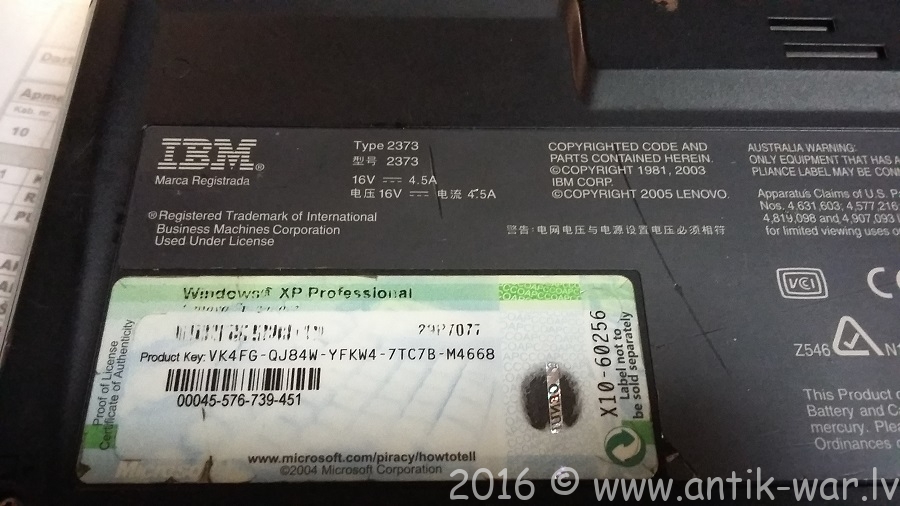 IBM®
Marca Registrada
Type 2373
型号 2373
16V 4.5A
电压 16V 电流 4.5A
COPYRIGHTED CODE AND
PARTS CONTAINED HEREIN.
©COPYRIGHT 1981, 2003
IBM CORP.
©COPYRIGHT 2005 LENOVO.
AUSTRALIA WARNING:
ONLY EQUIPMENT THAT HAS A
PLIANCE LABEL MAY BE
Apparatus Claims of U.S.
Nos. 4,631,603; 4,577,216
4,819,098 and 4,907,093
for limited viewing uses
®Registered Trademark of International
Business Machines Corporation
Used Under License
警告: 电网电压与电源设置电压必须相符
VCI
Z546
This Product
Battery and
mercury.
Ordinances
Windows® XP Professional
29P7077
Product Key: VK4FG-QJ84W-YFKW4-7TC7B-M4668
00045-576-739-451
Proof of License
Certificate of Authenticity
X10-60256
Label not to
be sold separately
Microsoft
www.microsoft.com/piracy/howtotell
©2004 Microsoft Corporation
10
2016 © www.antik-war.lv